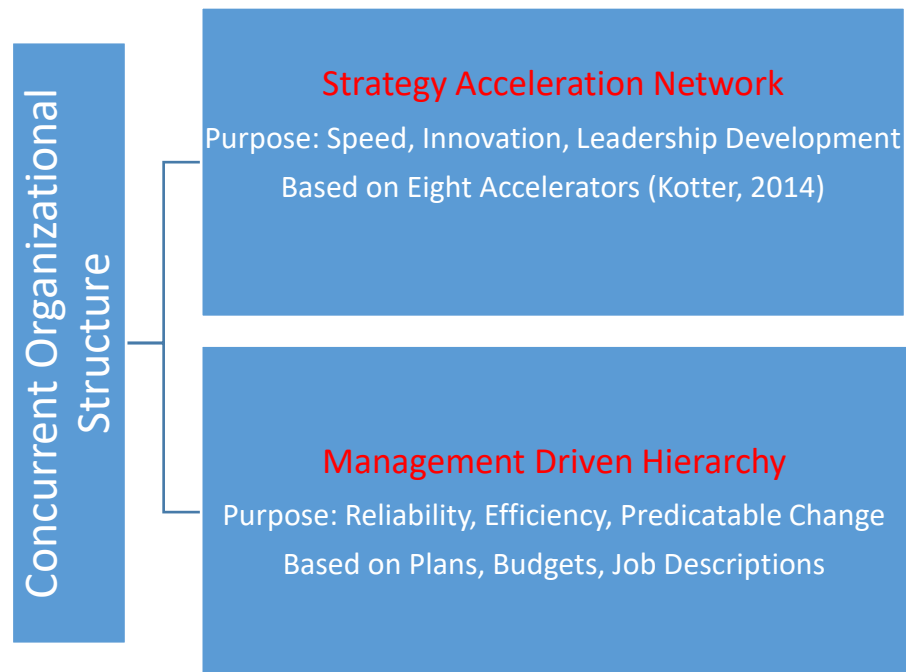 Concurrent Organizational
Structure
Strategy Acceleration Network
Purpose: Speed, Innovation, Leadership Development
Based on Eight Accelerators (Kotter, 2014)
Management Driven Hierarchy
Purpose: Reliability, Efficiency, Predicatable Change
Based on Plans, Budgets, Job Descriptions